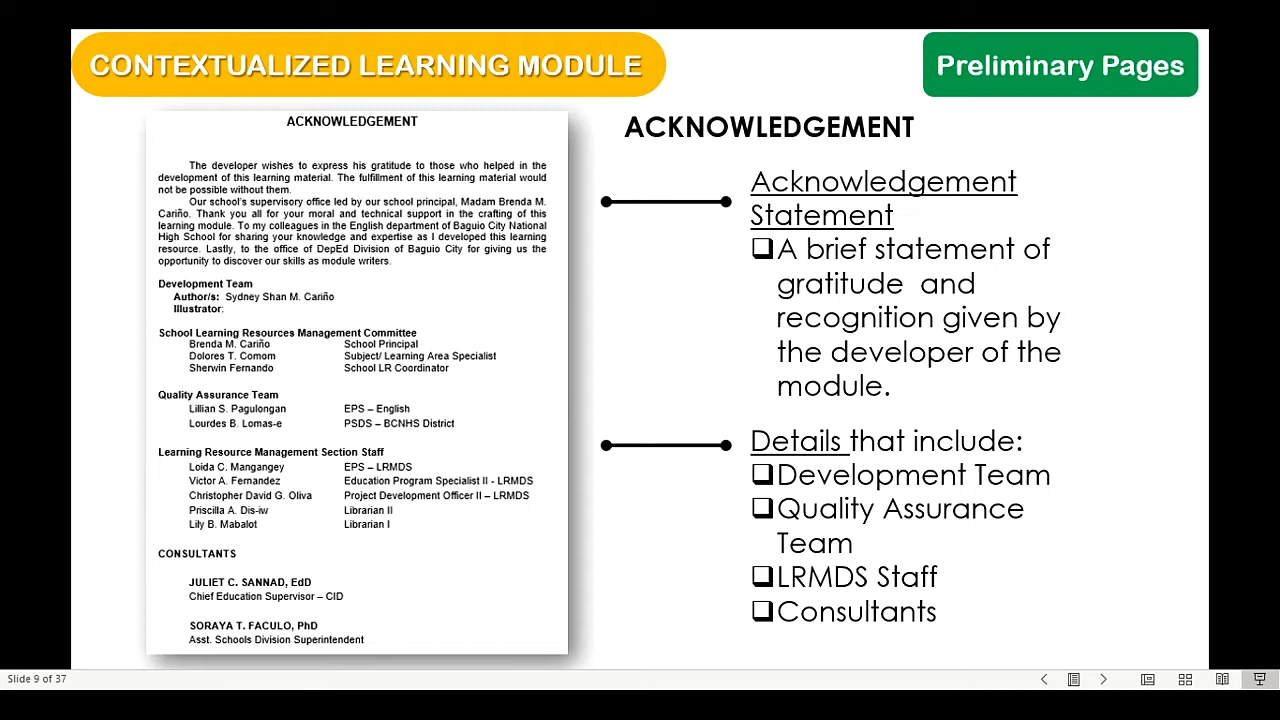 CONTEXTUALIZED LEARNING MODULE
Preliminary Pages
ACKNOWLEDGEMENT
The developer wishes to express his gratitude to those who helped in the
development of this learning material. The fulfillment of this learning material would
not be possible without them.
Our school's supervisory office led by our school principal, Madam Brenda M.
Cariño. Thank you all for your moral and technical support in the crafting of this
learning module. To my colleagues in the English department of Baguio City National
High School for sharing your knowledge and expertise as I developed this learning
resource. Lastly, to the office of DepEd Division of Baguio City for giving us the
opportunity to discover our skills as module writers.
Development Team
Author/s: Sydney Shan M. Cariño
Illustrator:
School Learning Resources Management Committee
Brenda M. Cariño School Principal
Dolores T. Comom Subject/ Learning Area Specialist
Sherwin Fernando School LR Coordinator
Quality Assurance Team
Lillian S. Pagulongan EPS – English
Lourdes B. Lomas-e PSDS – BCNHS District
Learning Resource Management Section Staff
Loida C. Mangangey EPS – LRMDS
Victor A. Fernandez Education Program Specialist II - LRMDS
Christopher David G. Oliva Project Development Officer II – LRMDS
Priscilla A. Dis-iw Librarian II
Lily B. Mabalot Librarian I
CONSULTANTS
JULIET C. SANNAD, EdD
Chief Education Supervisor – CID
SORAYA T. FACULO, PhD
Asst. Schools Division Superintendent
ACKNOWLEDGEMENT
Acknowledgement
Statement
❑A brief statement of
gratitude and
recognition given by
the developer of the
module.
Details that include:
❑Development Team
❑Quality Assurance
Team
❑LRMDS Staff
❑Consultants
Slide 9 of 37